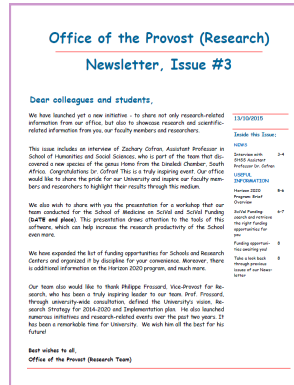 Office of the Provost (Research)
Newsletter, Issue #3
Dear colleagues and students,
We have launched yet a new initiative – to share not only research-related
information from our office, but also to showcase research and scientific-
related information from you, our faculty members and researchers.
This issue includes an interview of Zachary Cofran, Assistant Professor in
School of Humanities and Social Sciences, who is part of the team that dis-
covered a new species of the genus Homo from the Dinaledi Chamber, South
Africa. Congratulations Dr. Cofran! This is a truly inspiring event. Our office
would like to share the pride for our University and inspire our faculty mem-
bers and researchers to highlight their results through this medium.
We also wish to share with you the presentation for a workshop that our
team conducted for the School of Medicine on SciVal and SciVal Funding
(DATE and place). This presentation draws attention to the tools of this
software, which can help increase the research productivity of the School
even more.
We have expanded the list of funding opportunities for Schools and Research
Centers and organized it by discipline for your convenience. Moreover, there
is additional information on the Horizon 2020 program, and much more.
Our team also would like to thank Philippe Frossard, Vice-Provost for Re-
search, who has been a truly inspiring leader to our team. Prof. Frossard,
through university-wide consultation, defined the University's vision, Re-
search Strategy for 2014-2020 and Implementation plan. He also launched
numerous initiatives and research-related events over the past two years. It
has been a remarkable time for University. We wish him all the best for his
future!
Best wishes to all,
Office of the Provost (Research Team)
13/10/2015
Inside this issue:
NEWS
Interview with 3-4
SHSS Assistant
Professor Dr. Cofran
USEFUL
INFORMATION
Horizon 2020 5-6
Program: Brief
Overview
SciVal Funding: 6-7
search and retrieve
the right funding
opportunities for
you
Funding opportuni- 8
ties awaiting you!
Take a look back 8
through previous
issues of our News-
letter